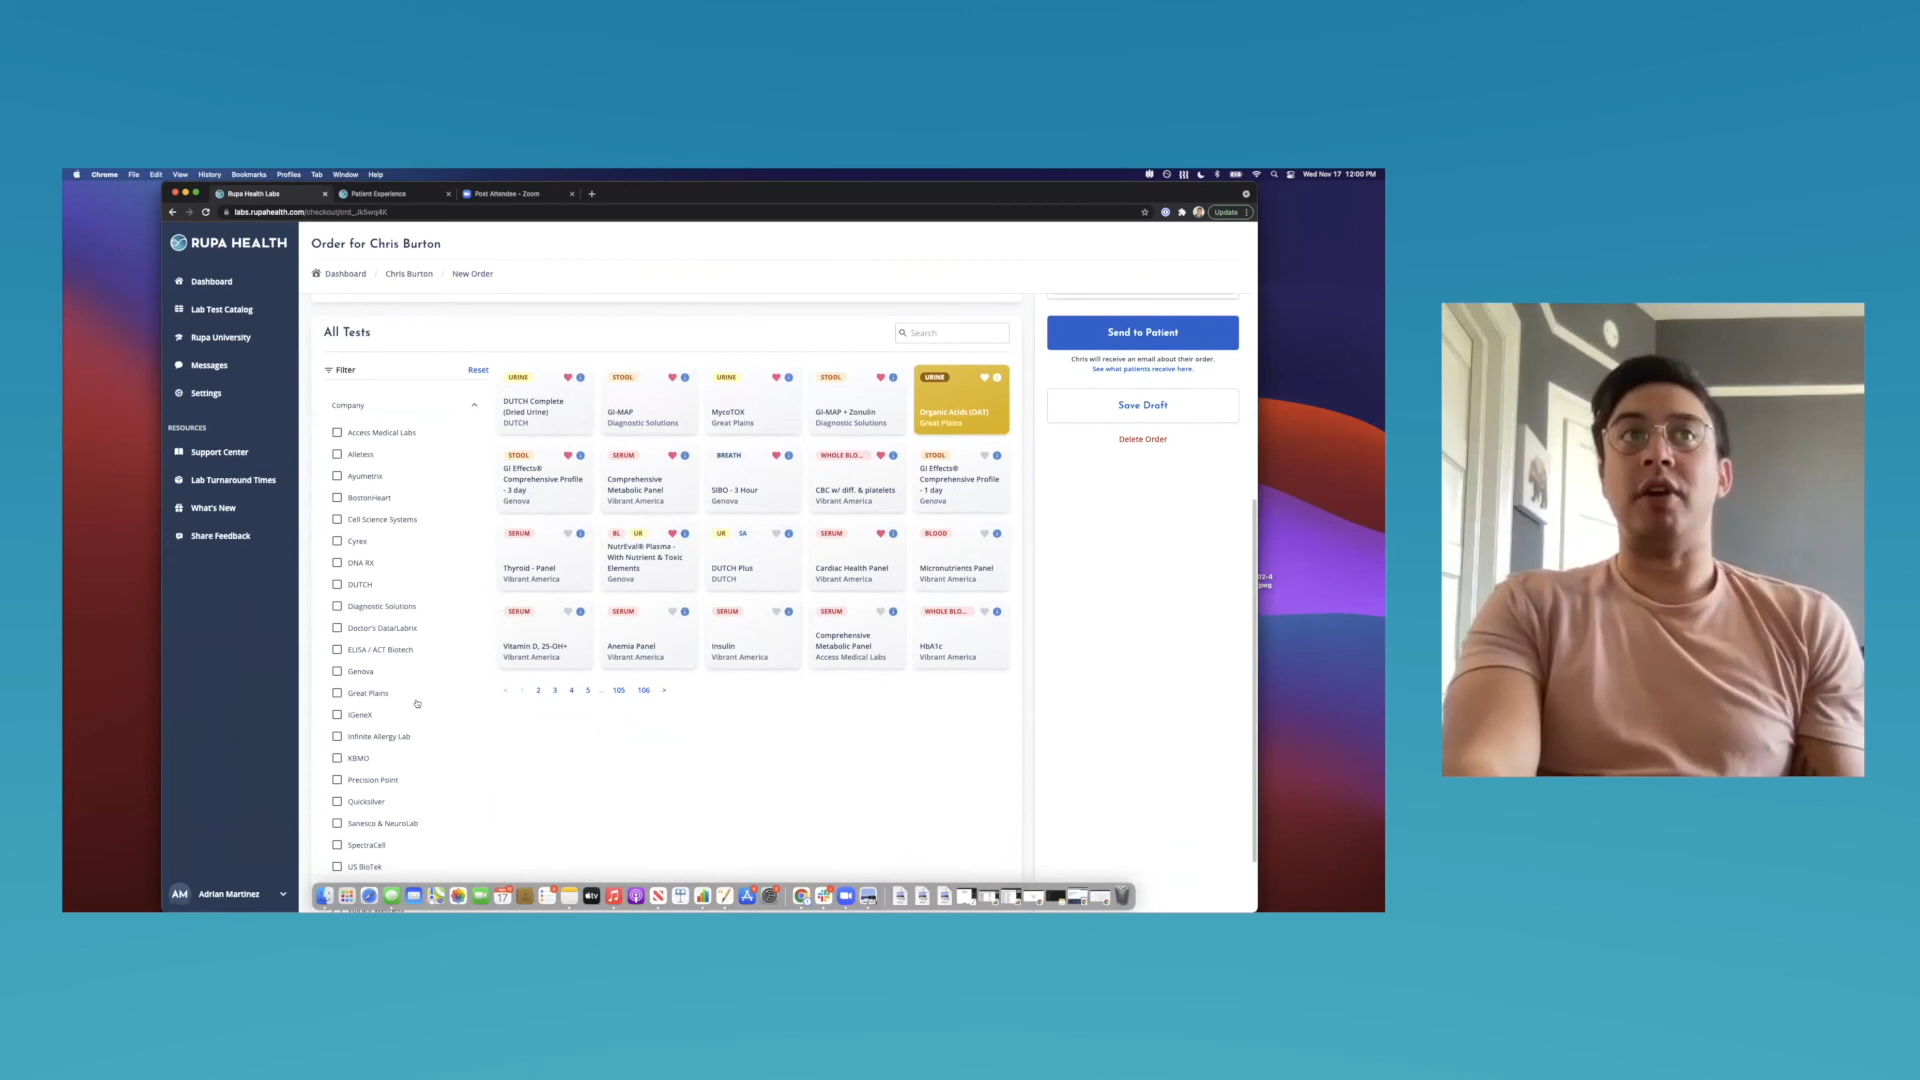 Chrome File Edit View History Bookmarks Profiles Tab Window Help
Wed Nov 17 12:00 PM
Rupa Health Labs
Patient Experience
Post Attendee - Zoom
labs.rupahealth.com/checkout/ord_Jk5wq4K
Update
RUPA HEALTH
Dashboard
Lab Test Catalog
Rupa University
Messages
Settings
RESOURCES
Support Center
Lab Turnaround Times
What's New
Share Feedback
AM Adrian Martinez
Order for Chris Burton
Dashboard / Chris Burton / New Order
All Tests
Search
Filter
Reset
Company
Access Medical Labs
Alletess
Ayumetrix
BostonHeart
Cell Science Systems
Cyrex
DNA RX
DUTCH
Diagnostic Solutions
Doctor's Data/Labrix
ELISA / ACT Biotech
Genova
Great Plains
IGeneX
Infinite Allergy Lab
KBMO
Precision Point
Quicksilver
Sanesco & NeuroLab
SpectraCell
US BioTek
URINE
DUTCH Complete
(Dried Urine)
DUTCH
STOOL
GI-MAP
Diagnostic Solutions
URINE
MycoTOX
Great Plains
STOOL
GI-MAP + Zonulin
Diagnostic Solutions
URINE
Organic Acids (OAT)
Great Plains
STOOL
GI Effects®
Comprehensive Profile
- 3 day
Genova
SERUM
Comprehensive
Metabolic Panel
Vibrant America
BREATH
SIBO - 3 Hour
Genova
WHOLE BLO...
CBC w/ diff. & platelets
Vibrant America
STOOL
GI Effects®
Comprehensive Profile
- 1 day
Genova
SERUM
Thyroid - Panel
Vibrant America
BL UR
NutrEval® Plasma -
With Nutrient & Toxic
Elements
Genova
UR SA
DUTCH Plus
DUTCH
SERUM
Cardiac Health Panel
Vibrant America
BLOOD
Micronutrients Panel
Vibrant America
SERUM
Vitamin D, 25-OH+
Vibrant America
SERUM
Anemia Panel
Vibrant America
SERUM
Insulin
Vibrant America
SERUM
Comprehensive
Metabolic Panel
Access Medical Labs
WHOLE BLO...
HbA1c
Vibrant America
< 1 2 3 4 5 ... 105 106 >
Send to Patient
Chris will receive an email about their order.
See what patients receive here.
Save Draft
Delete Order